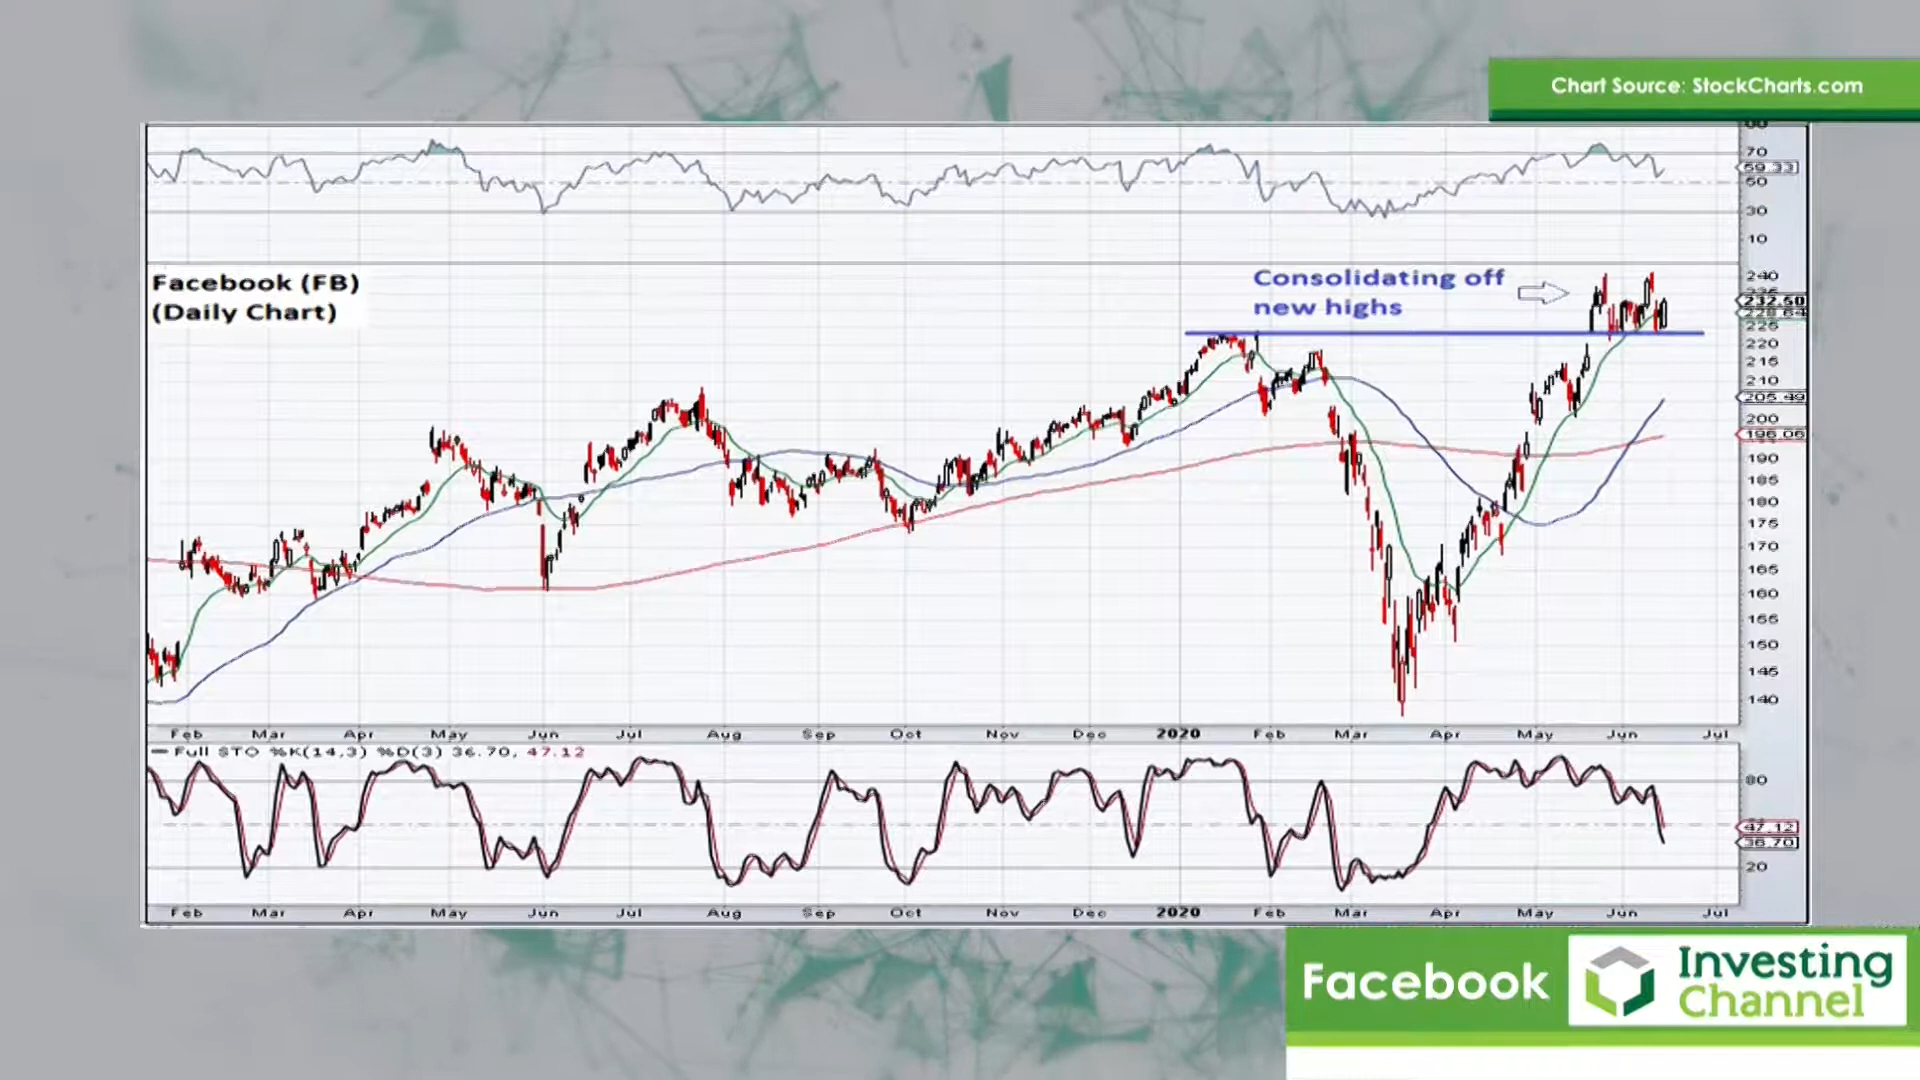 Chart Source: StockCharts.com
70
59.33
50
30
10
Facebook (FB)
(Daily Chart)
Consolidating off
new highs
240
232.50
228.64
225
220
215
210
205.49
200
196.06
190
185
180
175
170
165
160
155
150
145
140
Feb Mar Apr May Jun Jul Aug Sep Oct Nov Dec 2020 Feb Mar Apr May Jun Jul
Full STO %K(14,3) %D(3) 36.70, 47.12
80
47.12
36.70
20
Feb Mar Apr May Jun Jul Aug Sep Oct Nov Dec 2020 Feb Mar Apr May Jun Jul
Facebook
Investing
Channel